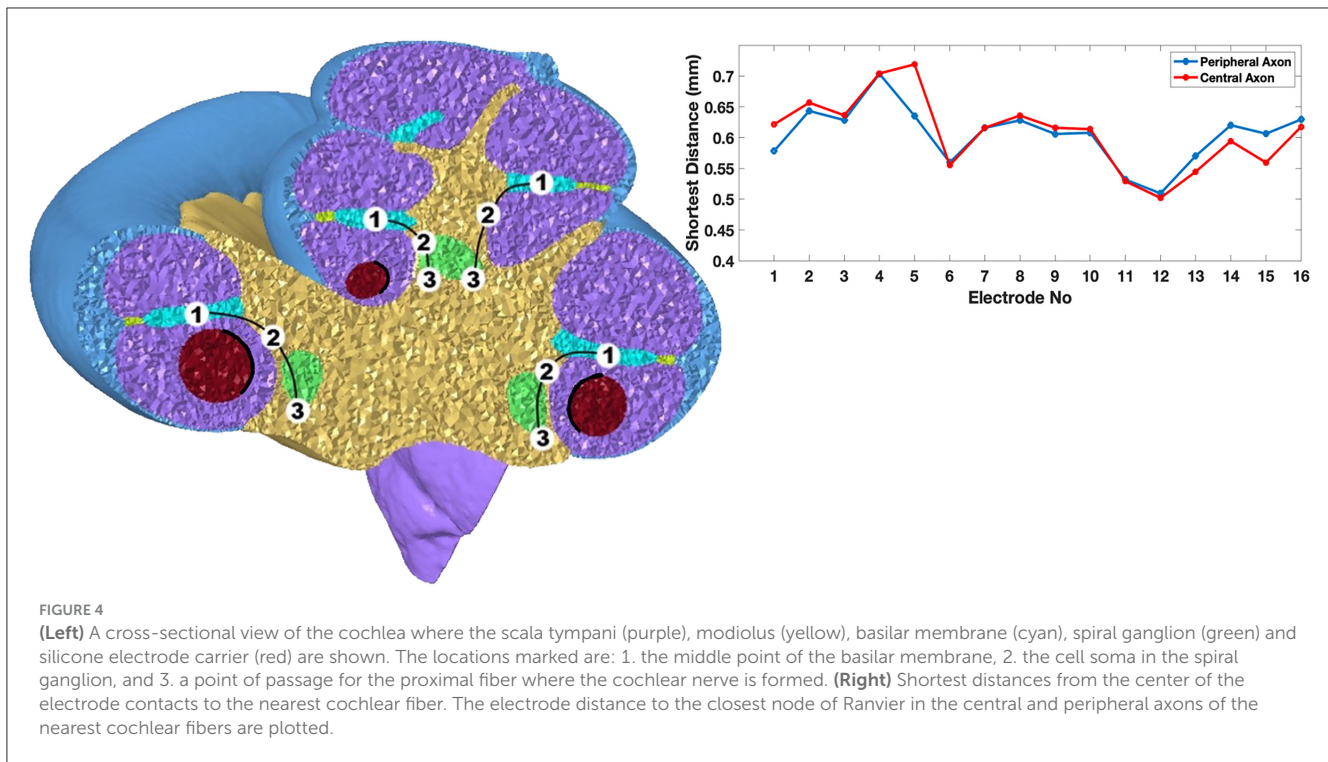 1
1
2
2
3
3
1
2
3
1
2
3
Shortest Distance (mm)
0.7
0.65
0.6
0.55
0.5
0.45
0.4
Peripheral Axon
Central Axon
1 2 3 4 5 6 7 8 9 10 11 12 13 14 15 16
Electrode No
FIGURE 4
(Left) A cross-sectional view of the cochlea where the scala tympani (purple), modiolus (yellow), basilar membrane (cyan), spiral ganglion (green) and
silicone electrode carrier (red) are shown. The locations marked are: 1. the middle point of the basilar membrane, 2. the cell soma in the spiral
ganglion, and 3. a point of passage for the proximal fiber where the cochlear nerve is formed. (Right) Shortest distances from the center of the
electrode contacts to the nearest cochlear fiber. The electrode distance to the closest node of Ranvier in the central and peripheral axons of the
nearest cochlear fibers are plotted.